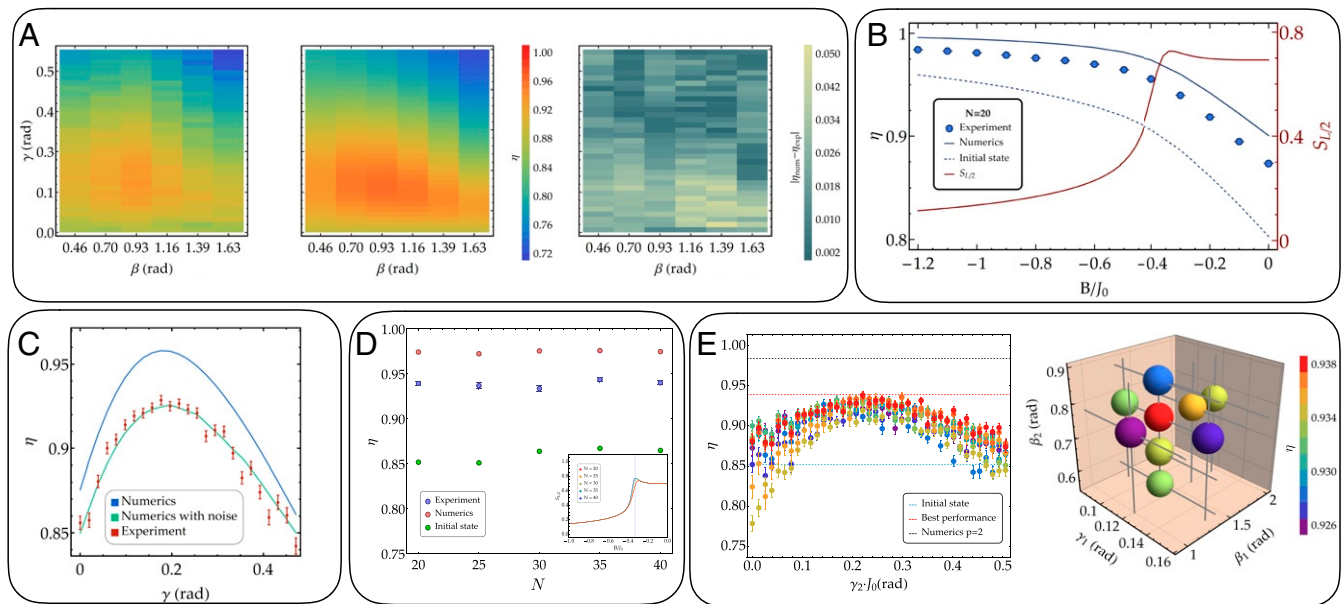 A
γ (rad)
0.5
0.4
0.3
0.1
0.0
0.46 0.70 0.93 1.16 1.39 1.63
β (rad)
0.46 0.70 0.93 1.16 1.39 1.63
β (rad)
1.00
0.96
0.92
0.88
0.84
0.80
0.76
0.72
η
0.46 0.70 0.93 1.16 1.39 1.63
β (rad)
|ηnum−ηexp|
0.050
0.042
0.034
0.026
0.018
0.010
0.002
B
η
1
0.9
0.8
N=20
Experiment
Numerics
Initial state
S_L/2
0.8
0.4
0
S_L/2
−1.2 −1 −0.8 −0.6 −0.4 −0.2 0
B/J₀
C
η
0.95
0.9
0.85
Numerics
Numerics with noise
Experiment
0 0.2 0.4
γ (rad)
D
η
1.00
0.95
0.90
0.85
0.80
0.75
Experiment
Numerics
Initial state
N = 20
N = 25
N = 30
N = 35
N = 40
B/J₀
20 25 30 35 40
N
E
η
1.00
0.95
0.90
0.85
0.80
0.75
Initial state
Best performance
Numerics p=2
0.0 0.1 0.2 0.3 0.4 0.5
γ₂·J₀(rad)
β₂ (rad)
0.9
0.8
0.7
0.6
0.1
0.12
0.14
0.16
γ₁ (rad)
1
1.5
2
β₁ (rad)
0.938
0.934
0.930
0.926
η